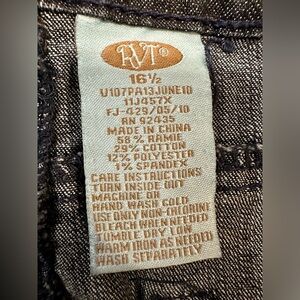 RVT
16 1/2
U107PA13JUNE10
11J457X
FJ-429/05/10
RN 92435
MADE IN CHINA
58% RAMIE
29% COTTON
12% POLYESTER
1% SPANDEX
CARE INSTRUCTIONS
TURN INSIDE OUT
MACHINE OR
HAND WASH COLD
USE ONLY NON-CHLORINE
BLEACH WHEN NEEDED
TUMBLE DRY LOW
WARM IRON AS NEEDED
WASH SEPARATELY